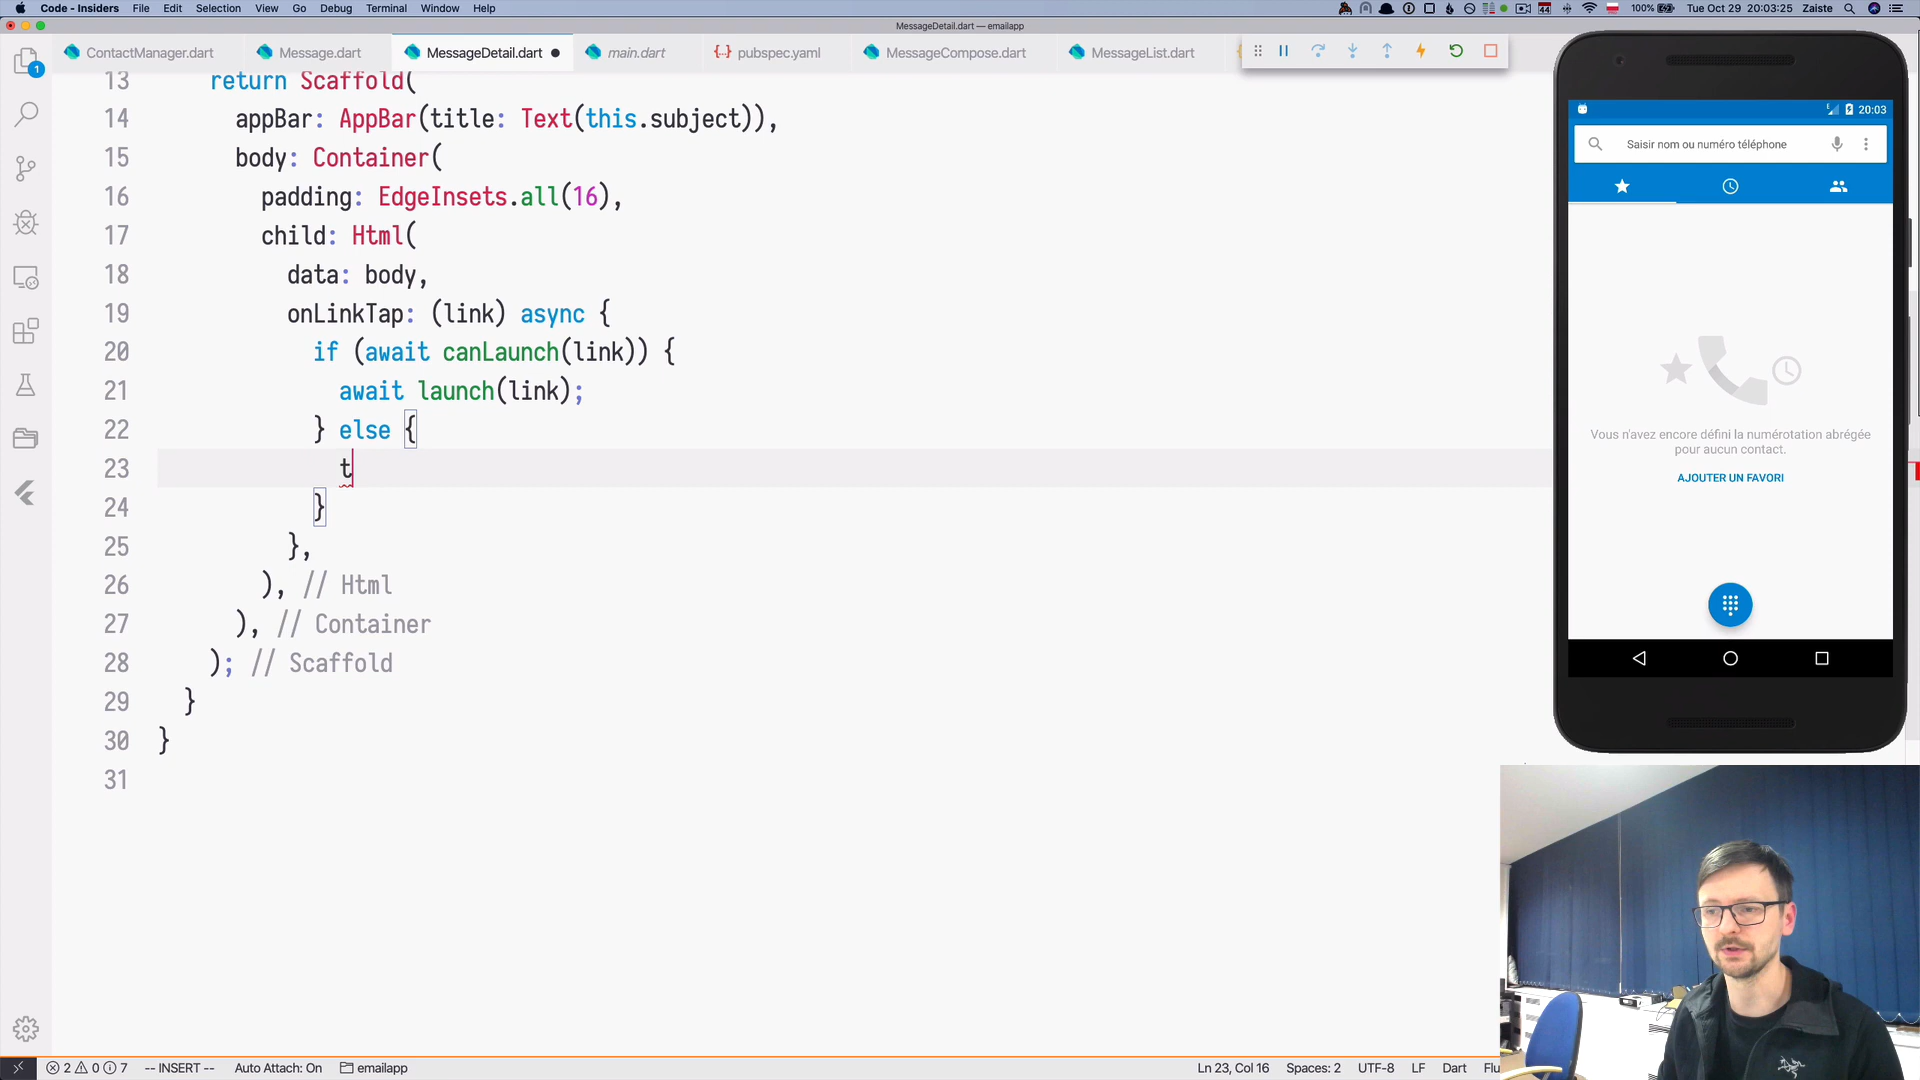 Code - Insiders File Edit Selection View Go Debug Terminal Window Help
44 100% Tue Oct 29 20:03:25 Zaiste
MessageDetail.dart — emailapp
ContactManager.dart Message.dart MessageDetail.dart main.dart pubspec.yaml MessageCompose.dart MessageList.dart
13 return Scaffold(
14 appBar: AppBar(title: Text(this.subject)),
15 body: Container(
16 padding: EdgeInsets.all(16),
17 child: Html(
18 data: body,
19 onLinkTap: (link) async {
20 if (await canLaunch(link)) {
21 await launch(link);
22 } else {
23 t
24 }
25 },
26 ), // Html
27 ), // Container
28 ); // Scaffold
29 }
30 }
31
1
20:03
Saisir nom ou numéro téléphone
Vous n'avez encore défini la numérotation abrégée
pour aucun contact.
AJOUTER UN FAVORI
2 0 7 -- INSERT -- Auto Attach: On emailapp Ln 23, Col 16 Spaces: 2 UTF-8 LF Dart Flu